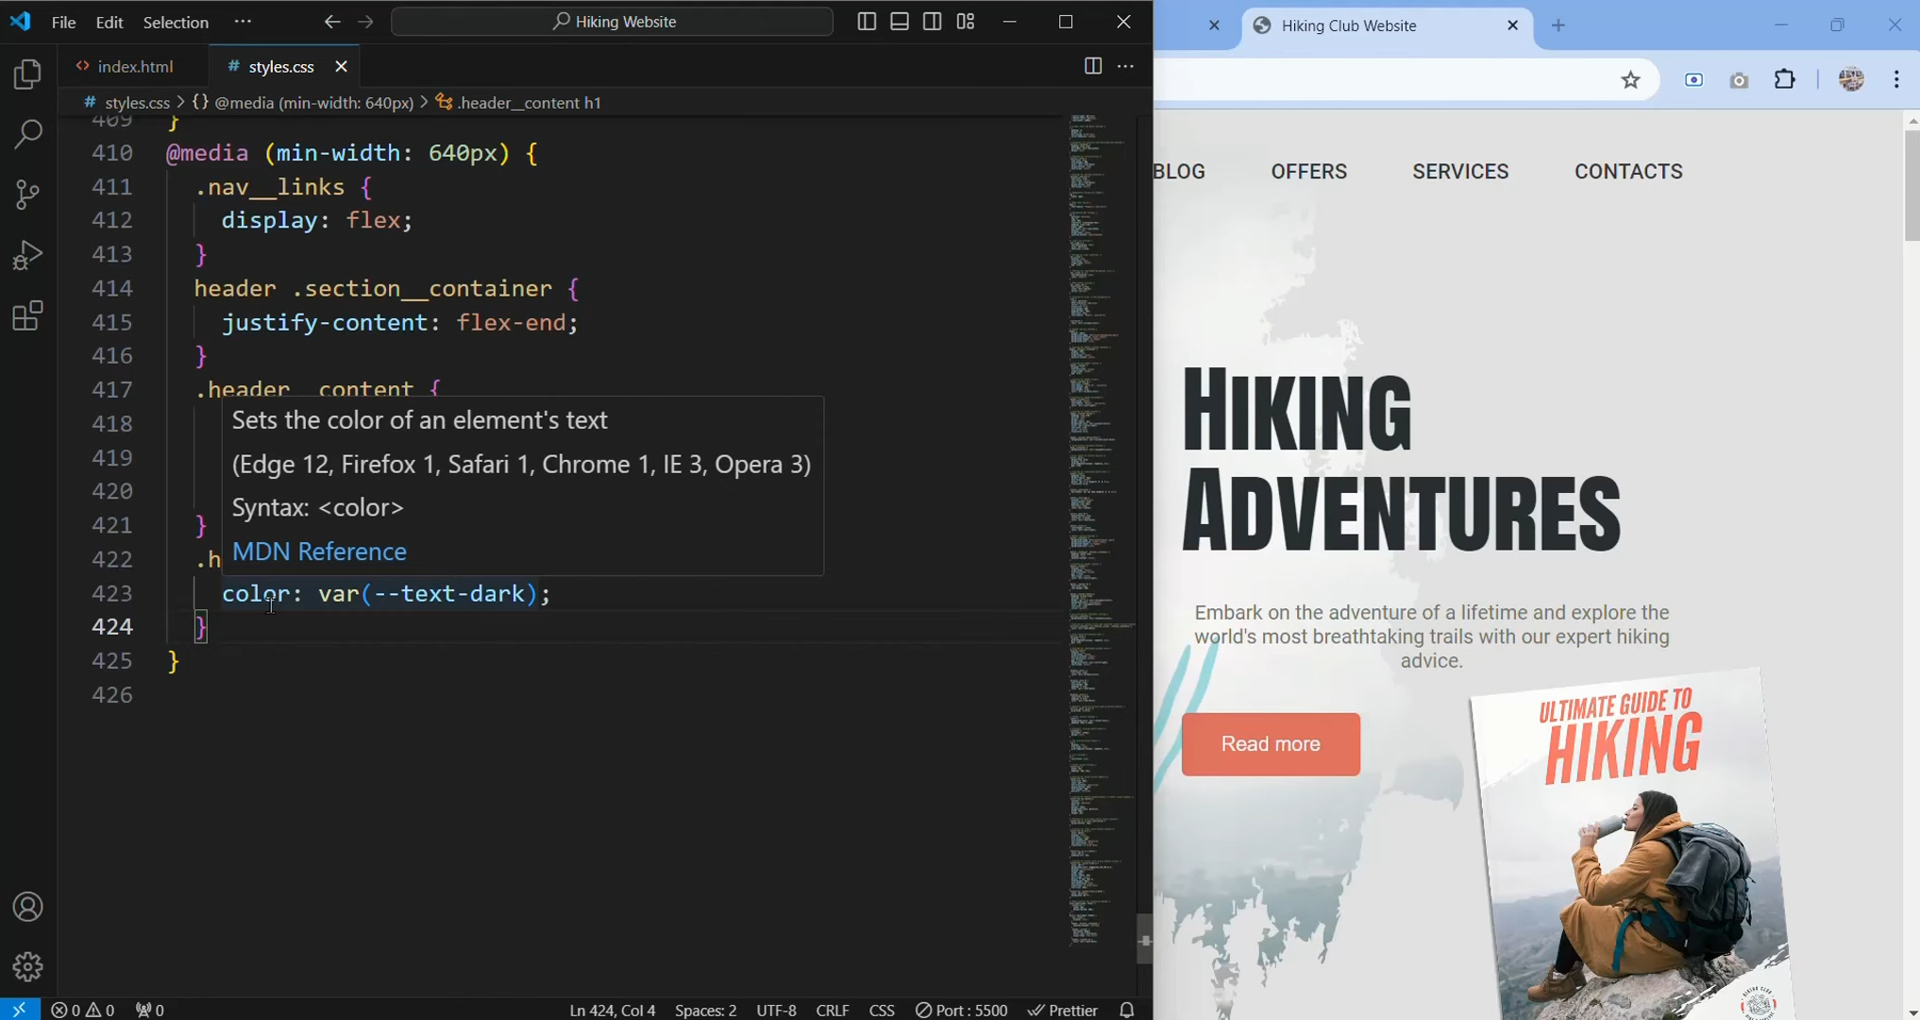 File Edit Selection ··· Hiking Website
index.html # styles.css
# styles.css > {} @media (min-width: 640px) > .header__content h1
409 }
410 @media (min-width: 640px) {
411 .nav__links {
412 display: flex;
413 }
414 header .section__container {
415 justify-content: flex-end;
416 }
417 .header__content {
418
419
420
421 }
422 .h
423 color: var(--text-dark);
424 }
425 }
426
Sets the color of an element's text
(Edge 12, Firefox 1, Safari 1, Chrome 1, IE 3, Opera 3)
Syntax: <color>
MDN Reference
0 0 0 Ln 424, Col 4 Spaces: 2 UTF-8 CRLF CSS Port : 5500 Prettier
Hiking Club Website
BLOG OFFERS SERVICES CONTACTS
HIKING
ADVENTURES
Embark on the adventure of a lifetime and explore the
world's most breathtaking trails with our expert hiking
advice.
Read more
ULTIMATE GUIDE TO
HIKING
HIKING CLUB